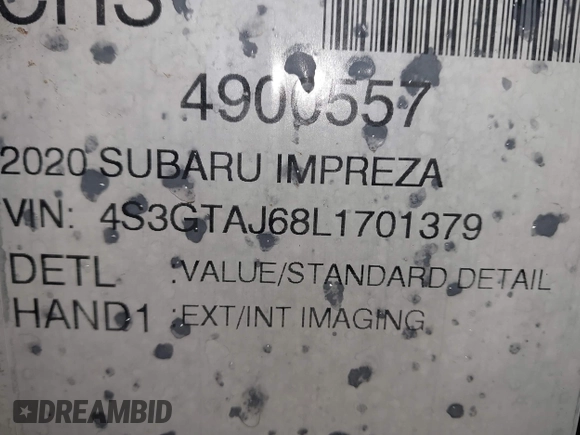 4900557
2020 SUBARU IMPREZA
VIN: 4S3GTAJ68L1701379
DETL :VALUE/STANDARD DETAIL
HAND1 :EXT/INT IMAGING
DREAMBID